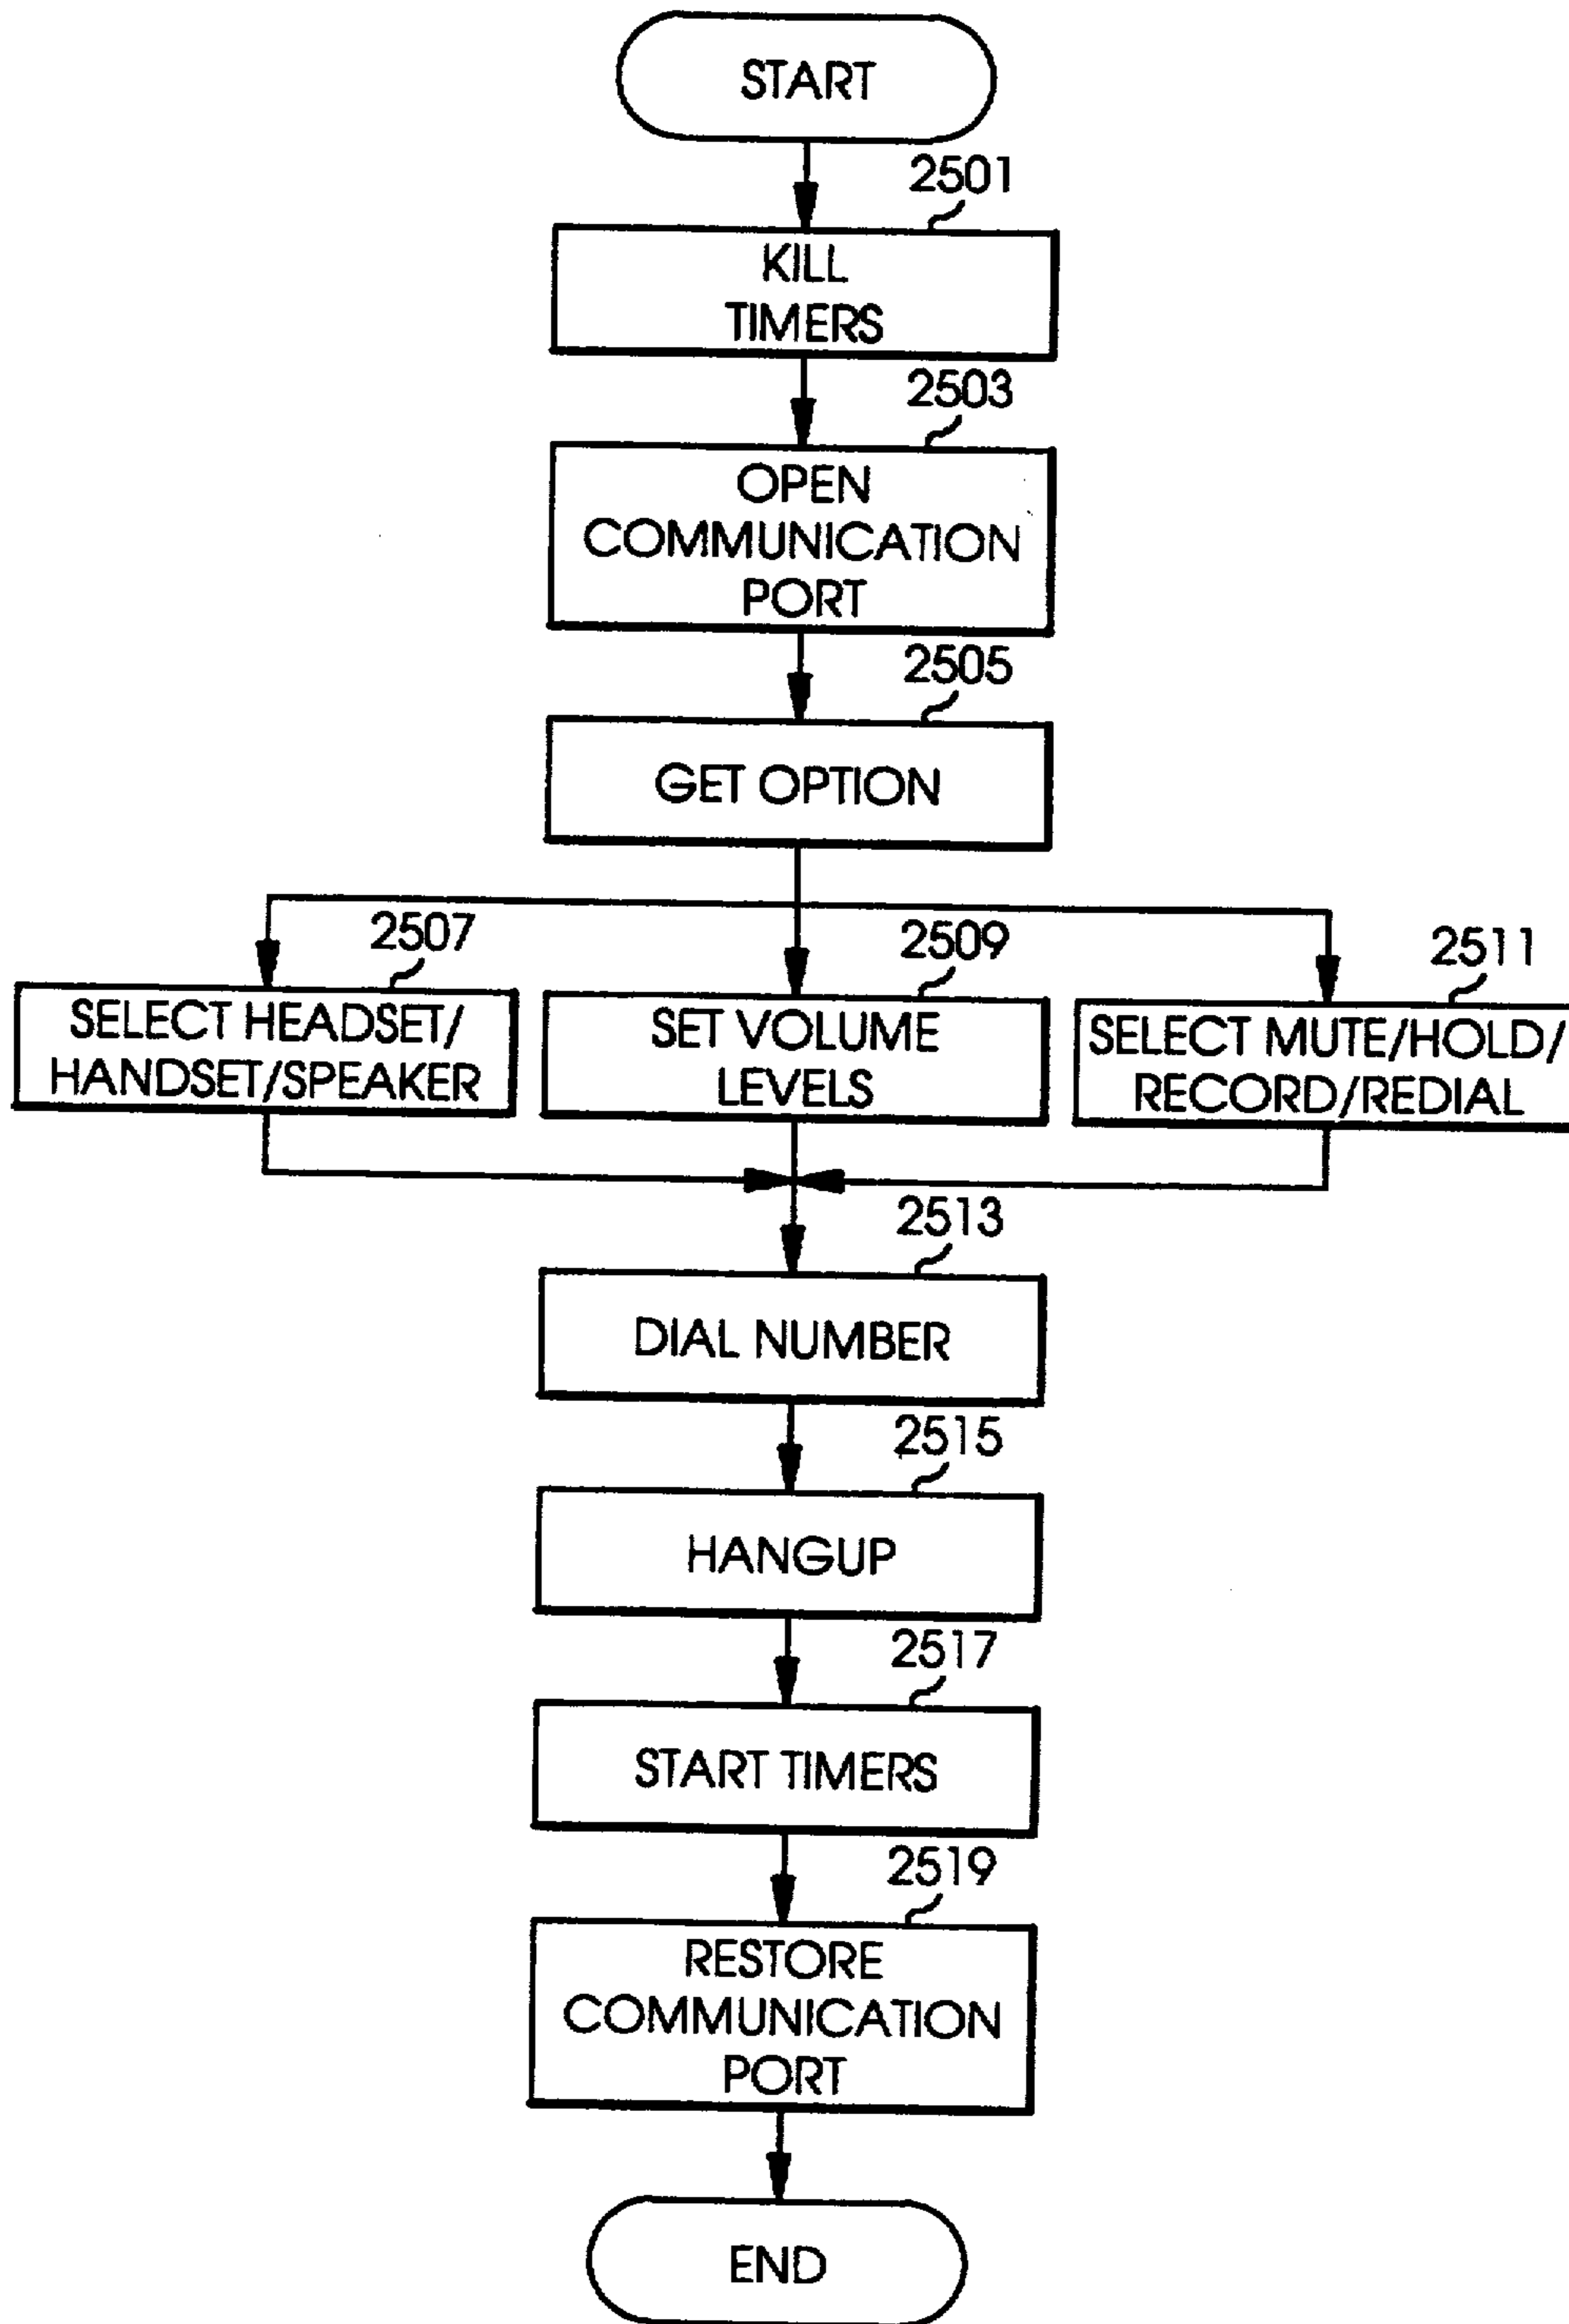 START
2501
KILL
TIMERS
2503
OPEN
COMMUNICATION
PORT
2505
GET OPTION
2507
SELECT HEADSET/
HANDSET/SPEAKER
2509
SET VOLUME
LEVELS
2511
SELECT MUTE/HOLD/
RECORD/REDIAL
2513
DIAL NUMBER
2515
HANGUP
2517
START TIMERS
2519
RESTORE
COMMUNICATION
PORT
END